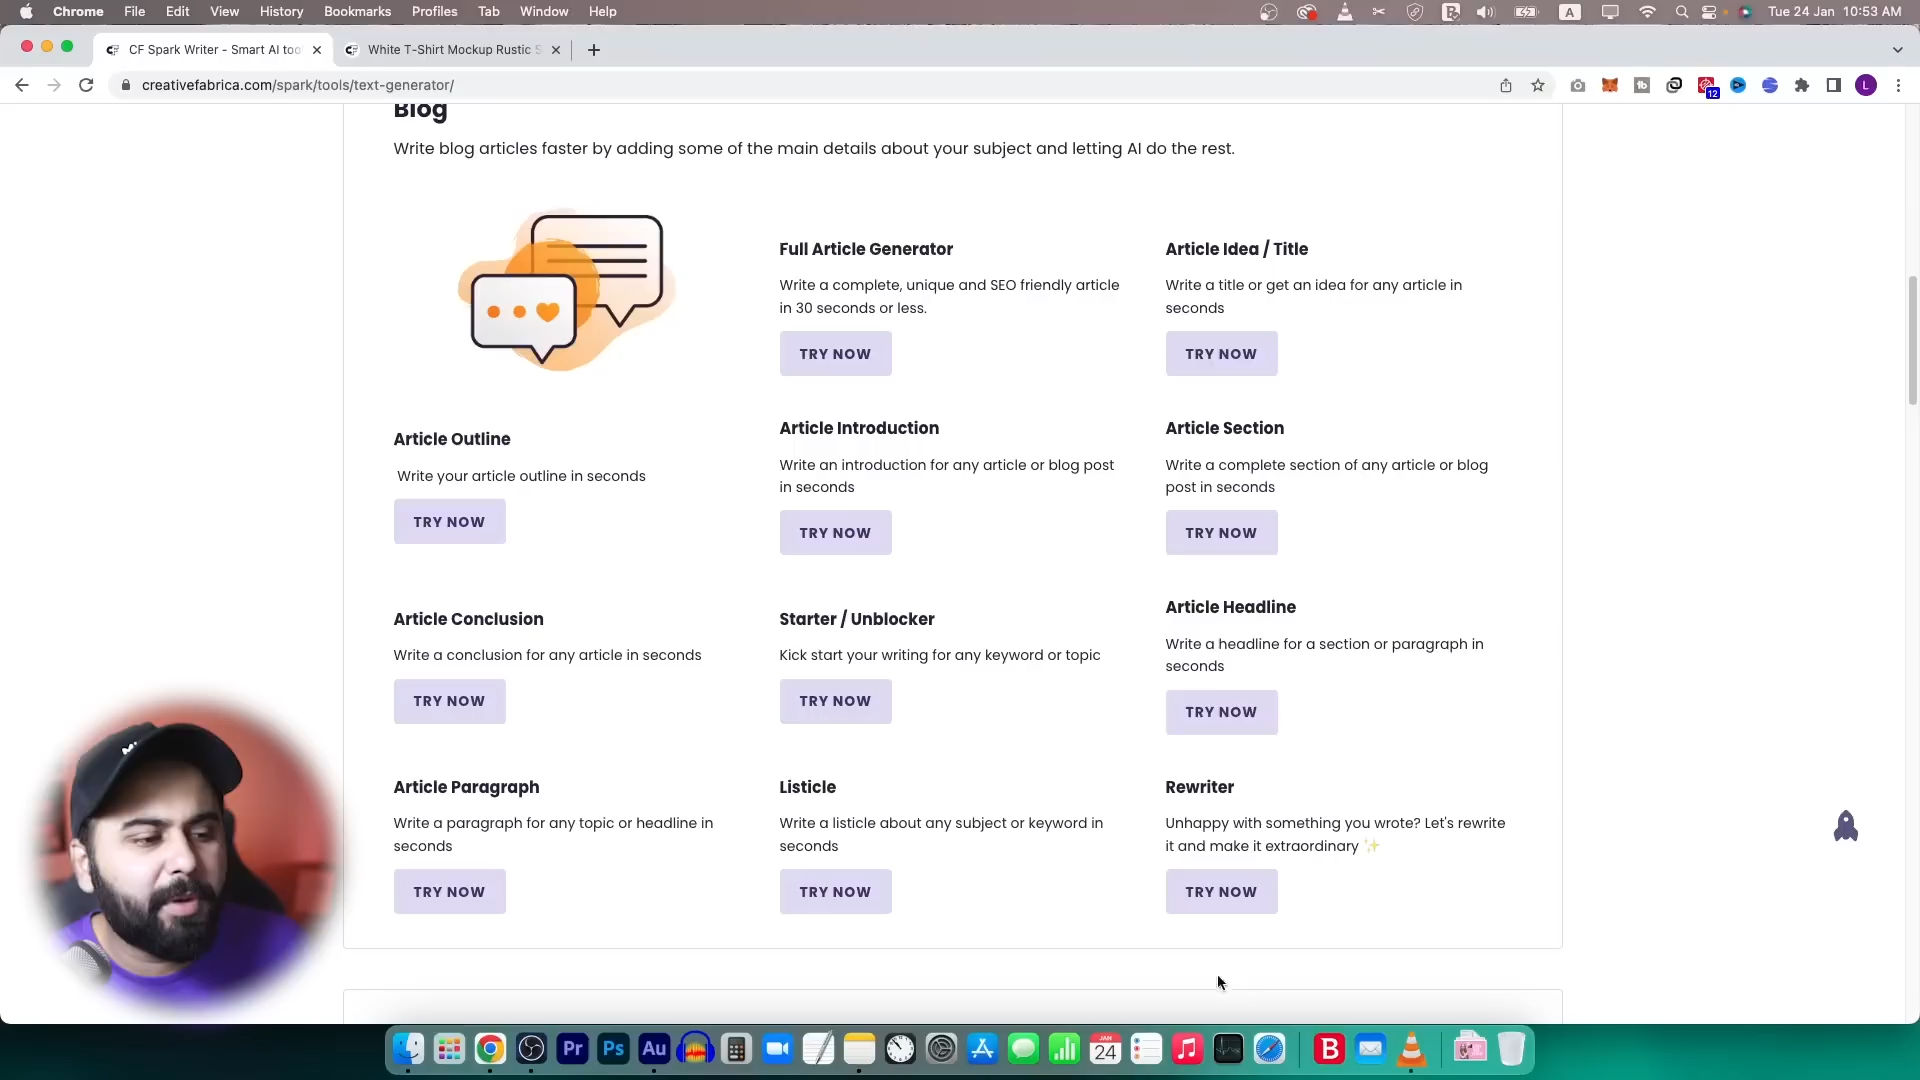 Chrome File Edit View History Bookmarks Profiles Tab Window Help
A
Tue 24 Jan 10:53 AM
CF Spark Writer - Smart AI too
White T-Shirt Mockup Rustic S
creativefabrica.com/spark/tools/text-generator/
12
L
Blog
Write blog articles faster by adding some of the main details about your subject and letting AI do the rest.
Full Article Generator
Write a complete, unique and SEO friendly article
in 30 seconds or less.
TRY NOW
Article Idea / Title
Write a title or get an idea for any article in
seconds
TRY NOW
Article Outline
Write your article outline in seconds
TRY NOW
Article Introduction
Write an introduction for any article or blog post
in seconds
TRY NOW
Article Section
Write a complete section of any article or blog
post in seconds
TRY NOW
Article Conclusion
Write a conclusion for any article in seconds
TRY NOW
Starter / Unblocker
Kick start your writing for any keyword or topic
TRY NOW
Article Headline
Write a headline for a section or paragraph in
seconds
TRY NOW
Article Paragraph
Write a paragraph for any topic or headline in
seconds
TRY NOW
Listicle
Write a listicle about any subject or keyword in
seconds
TRY NOW
Rewriter
Unhappy with something you wrote? Let's rewrite
it and make it extraordinary ✨
TRY NOW
Pr Ps Au
JAN
24
B